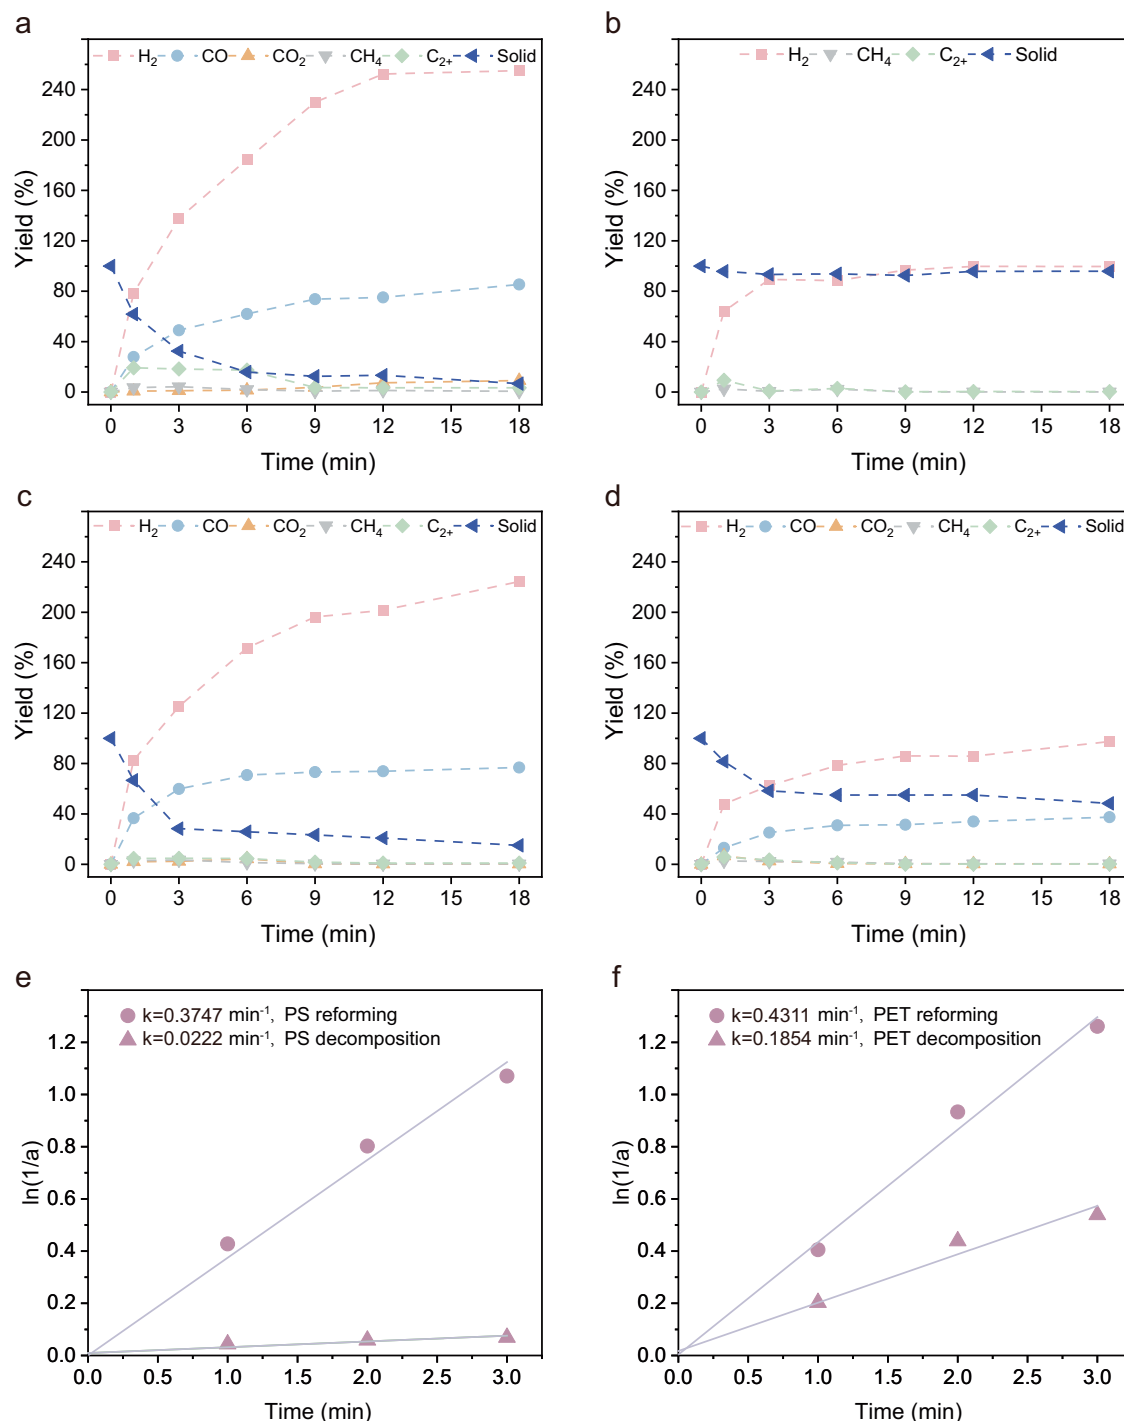 a
H₂ CO CO₂ CH₄ C₂₊ Solid
240
200
160
120
80
40
0
Yield (%)
0 3 6 9 12 15 18
Time (min)
b
H₂ CH₄ C₂₊ Solid
240
200
160
120
80
40
0
Yield (%)
0 3 6 9 12 15 18
Time (min)
c
H₂ CO CO₂ CH₄ C₂₊ Solid
240
200
160
120
80
40
0
Yield (%)
0 3 6 9 12 15 18
Time (min)
d
H₂ CO CO₂ CH₄ C₂₊ Solid
240
200
160
120
80
40
0
Yield (%)
0 3 6 9 12 15 18
Time (min)
e
k=0.3747 min⁻¹, PS reforming
k=0.0222 min⁻¹, PS decomposition
1.2
1.0
0.8
0.6
0.4
0.2
0.0
ln(1/a)
0.0 0.5 1.0 1.5 2.0 2.5 3.0
Time (min)
f
k=0.4311 min⁻¹, PET reforming
k=0.1854 min⁻¹, PET decomposition
1.2
1.0
0.8
0.6
0.4
0.2
0.0
ln(1/a)
0.0 0.5 1.0 1.5 2.0 2.5 3.0
Time (min)